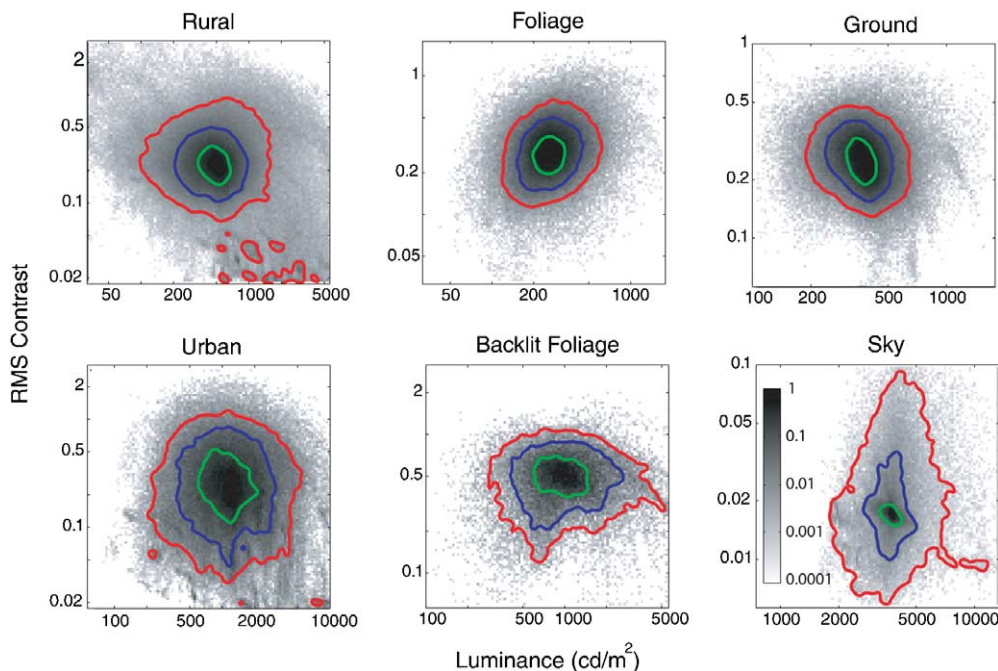 Rural
Foliage
Ground
2
0.5
0.1
0.02
50 200 1000 5000
1
0.2
0.05
50 200 1000
1
0.5
0.2
0.1
100 200 500 1000
RMS Contrast
Urban
Backlit Foliage
Sky
2
0.5
0.1
0.02
100 500 2000 10000
2
0.5
0.1
100 200 1000 5000
0.1
0.05
0.02
0.01
1
0.1
0.01
0.001
0.0001
1000 2000 5000 10000
Luminance (cd/m²)